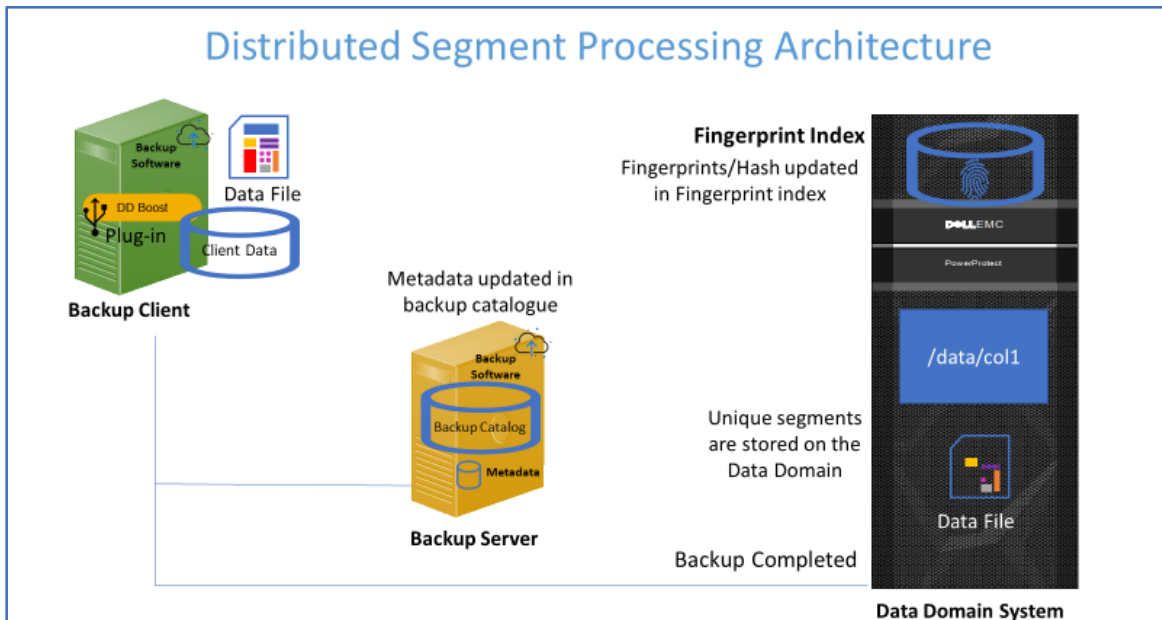 Distributed Segment Processing Architecture
Backup
Software
DD Boost
Plug-in
Data File
Client Data
Backup Client
Metadata updated in
backup catalogue
Backup
Software
Backup Catalog
Metadata
Backup Server
Fingerprint Index
Fingerprints/Hash updated
in Fingerprint index
DELLEMC
PowerProtect
/data/col1
Unique segments
are stored on the
Data Domain
Data File
Backup Completed
Data Domain System